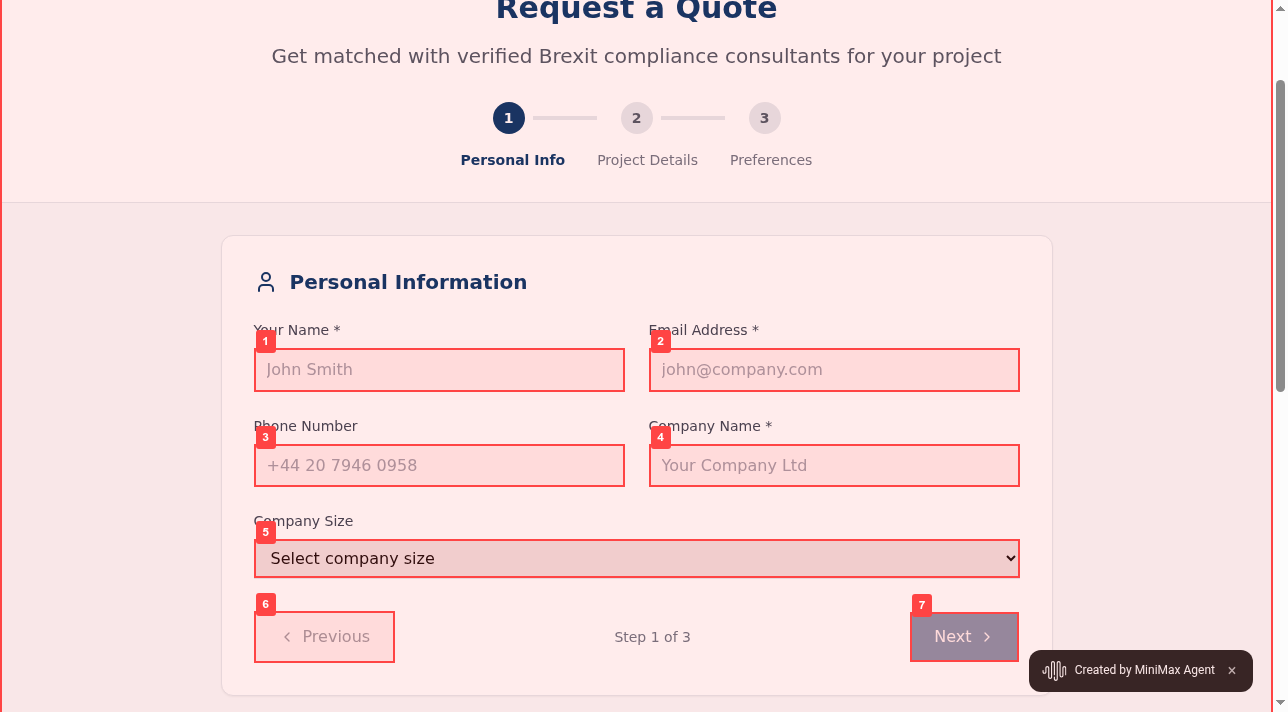 Request a Quote
Get matched with verified Brexit compliance consultants for your project
1 2 3
Personal Info Project Details Preferences
Personal Information
Your Name * Email Address *
1 2
John Smith john@company.com
Phone Number Company Name *
3 4
+44 20 7946 0958 Your Company Ltd
Company Size
5
Select company size
6 7
Previous Step 1 of 3 Next
Created by MiniMax Agent ×